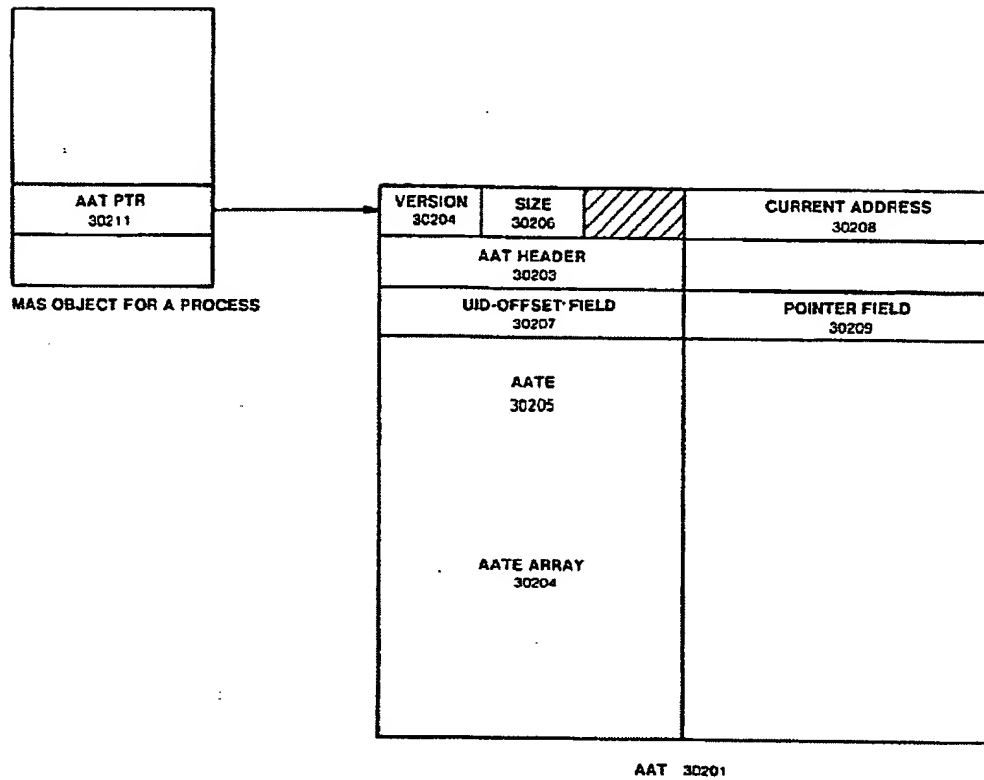 AAT PTR
30211
MAS OBJECT FOR A PROCESS
VERSION
30204
SIZE
30206
CURRENT ADDRESS
30208
AAT HEADER
30203
UID-OFFSET FIELD
30207
POINTER FIELD
30209
AATE
30205
AATE ARRAY
30204
AAT 30201